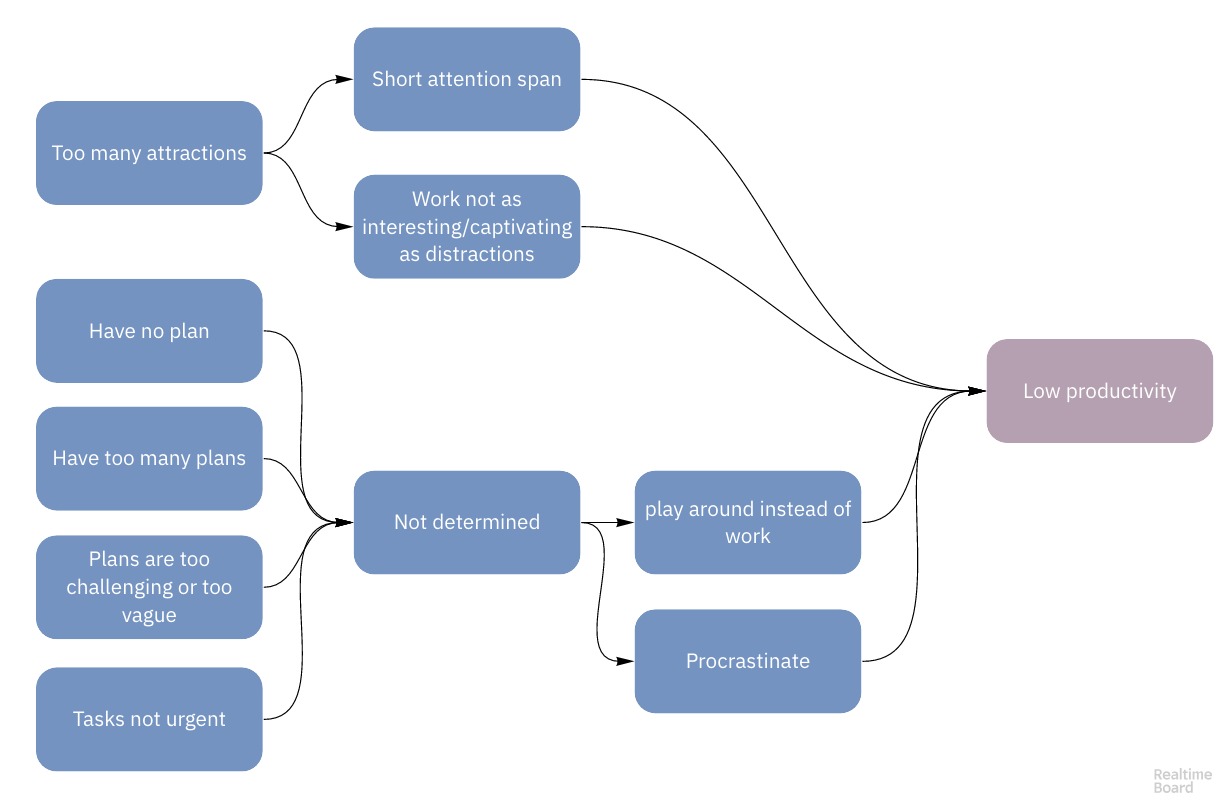 Short attention span
Too many attractions
Work not as
interesting/captivating
as distractions
Have no plan
Low productivity
Have too many plans
Not determined
play around instead of
work
Plans are too
challenging or too
vague
Procrastinate
Tasks not urgent
Realtime
Board